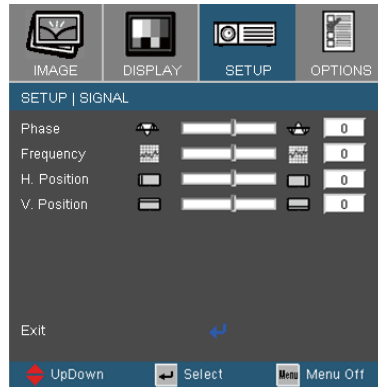 IMAGE DISPLAY SETUP OPTIONS
SETUP | SIGNAL
Phase 0
Frequency 0
H. Position 0
V. Position 0
Exit
UpDown Select Menu Menu Off